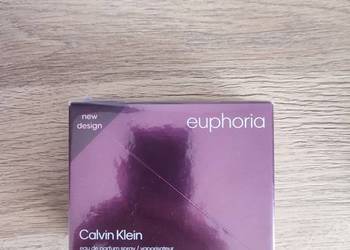 new
design
euphoria
Calvin Klein
eau de parfum spray / vaporisateur